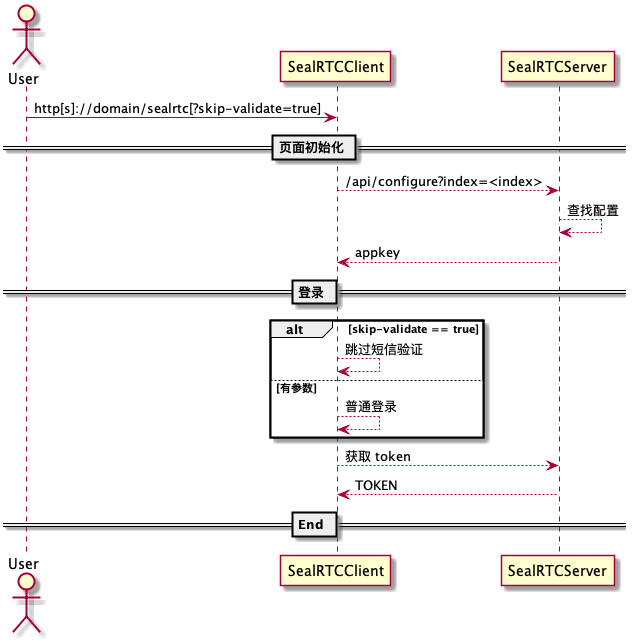 User
SealRTCClient
SealRTCServer
http[s]://domain/sealrtc[?skip-validate=true]
页面初始化
/api/configure?index=<index>
查找配置
appkey
登录
alt
[skip-validate == true]
跳过短信验证
[有参数]
普通登录
获取 token
TOKEN
End
User
SealRTCClient
SealRTCServer